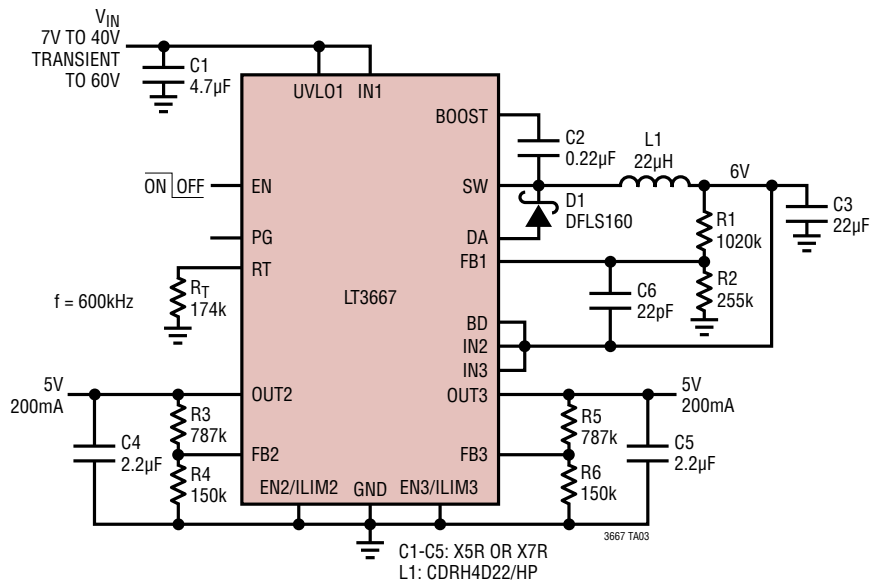 VIN
7V TO 40V
TRANSIENT
TO 60V
C1
4.7µF
UVLO1 IN1
BOOST
C2
0.22µF
L1
22µH
6V
ON OFF
EN
SW
D1
DFLS160
C3
22µF
R1
1020k
PG
DA
RT
FB1
f = 600kHz
RT
174k
LT3667
C6
22pF
R2
255k
BD
IN2
IN3
5V
200mA
OUT2
OUT3
5V
200mA
R3
787k
R5
787k
C4
2.2µF
FB2
FB3
C5
2.2µF
R4
150k
R6
150k
EN2/ILIM2 GND EN3/ILIM3
3667 TA03
C1-C5: X5R OR X7R
L1: CDRH4D22/HP